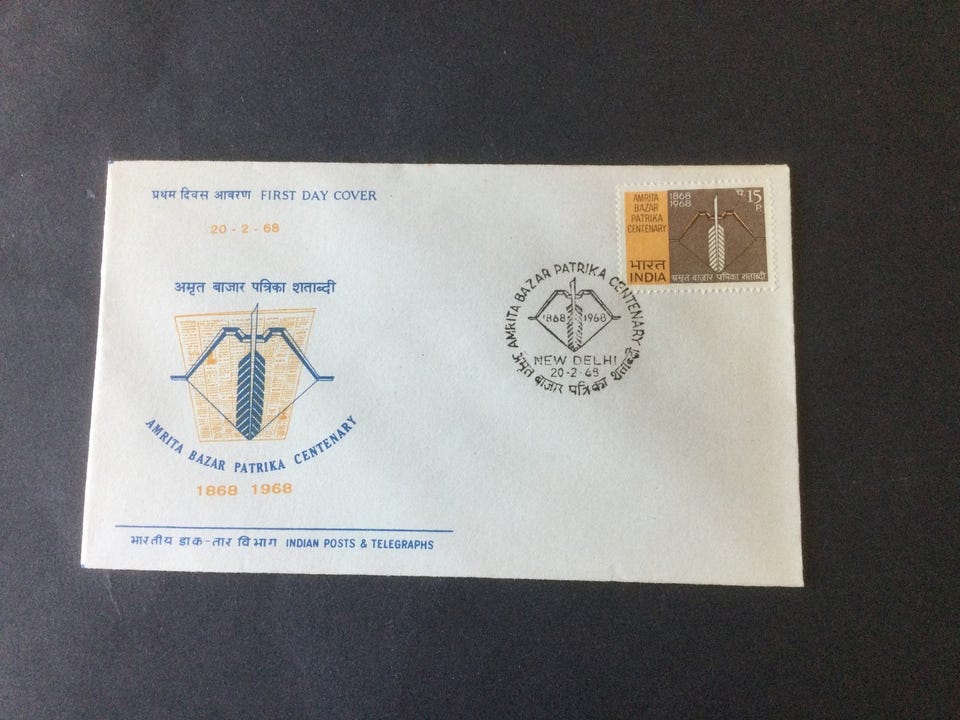 प्रथम दिवस आवरण FIRST DAY COVER
20 - 2 - 68
अमृत बाजार पत्रिका शताब्दी
AMRITA BAZAR PATRIKA CENTENARY
1868 1968
भारतीय डाक-तार विभाग INDIAN POSTS & TELEGRAPHS
AMRITA BAZAR PATRIKA CENTENARY
1868 1968
NEW DELHI
20-2-68
अमृत बाजार पत्रिका शताब्दी
AMRITA
BAZAR
PATRIKA
CENTENARY
भारत
INDIA
1868
1968
प. 15
P
अमृत बाजार पत्रिका शताब्दी